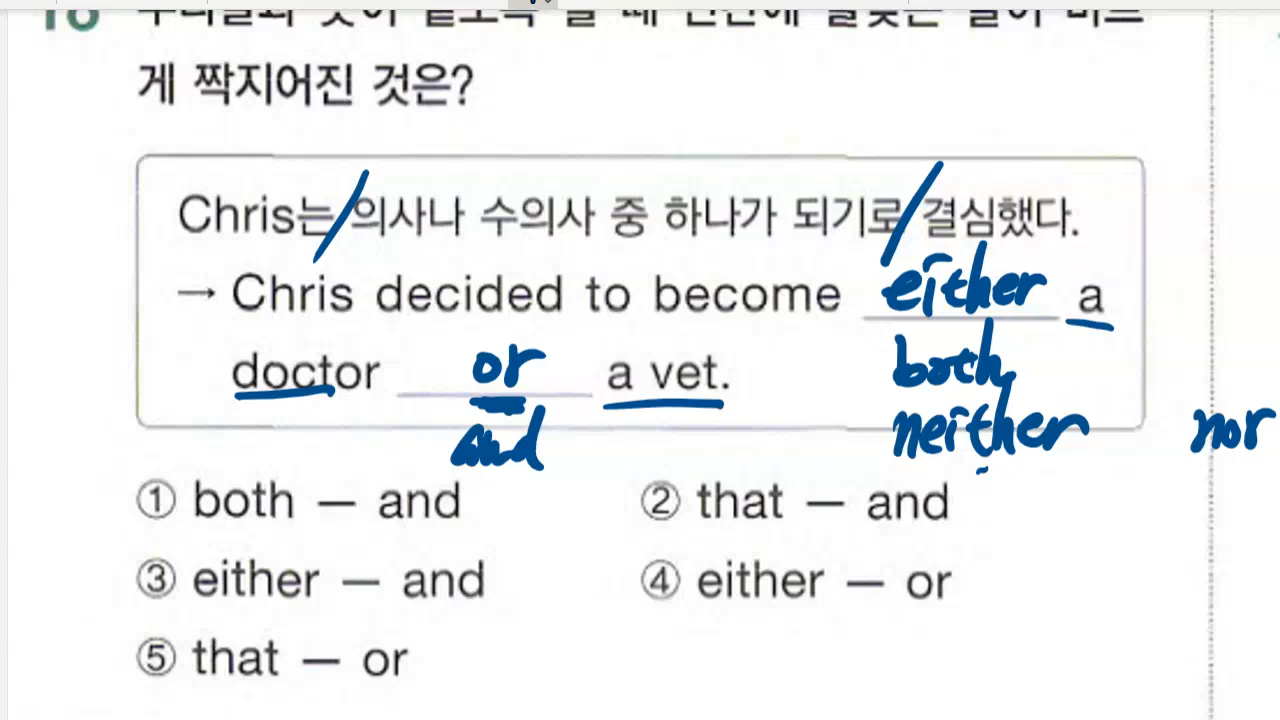 게 짝지어진 것은?
Chris는 의사나 수의사 중 하나가 되기로 결심했다.
→ Chris decided to become either a
doctor or a vet.
both
neither nor
and
① both — and ② that — and
③ either — and ④ either — or
⑤ that — or